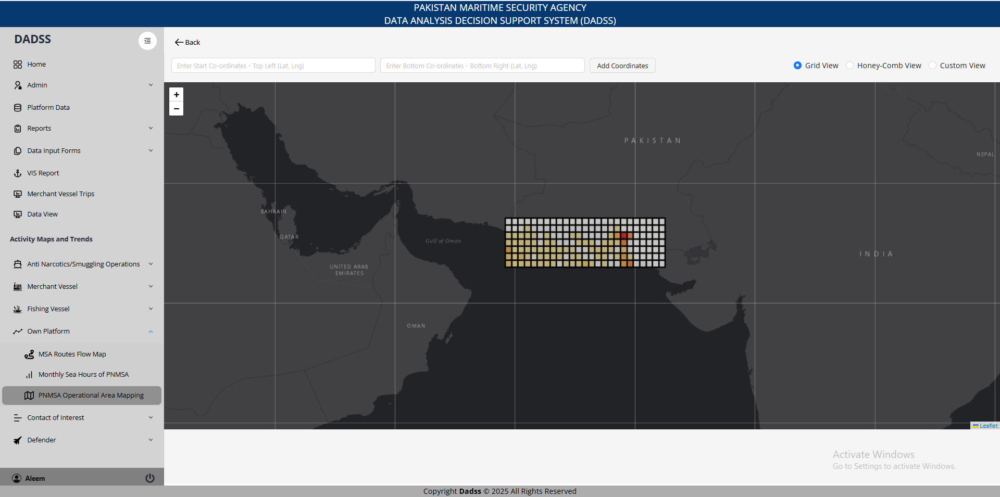 PAKISTAN MARITIME SECURITY AGENCY
DATA ANALYSIS DECISION SUPPORT SYSTEM (DADSS)
DADSS
Home
Admin
Platform Data
Reports
Data Input Forms
VIS Report
Merchant Vessel Trips
Data View
Activity Maps and Trends
Anti Narcotics/Smuggling Operations
Merchant Vessel
Fishing Vessel
Own Platform
MSA Routes Flow Map
Monthly Sea Hours of PNMSA
PNMSA Operational Area Mapping
Contact of Interest
Defender
Aleem
Back
Enter Start Co-ordinates - Top Left (Lat, Lng)
Enter Bottom Co-ordinates - Bottom Right (Lat, Lng)
Add Coordinates
Grid View
Honey-Comb View
Custom View
+
−
PAKISTAN
NEPAL
BAHRAIN
QATAR
Gulf of Oman
INDIA
UNITED ARAB
EMIRATES
OMAN
Leaflet
Activate Windows
Go to Settings to activate Windows.
Copyright Dadss © 2025 All Rights Reserved